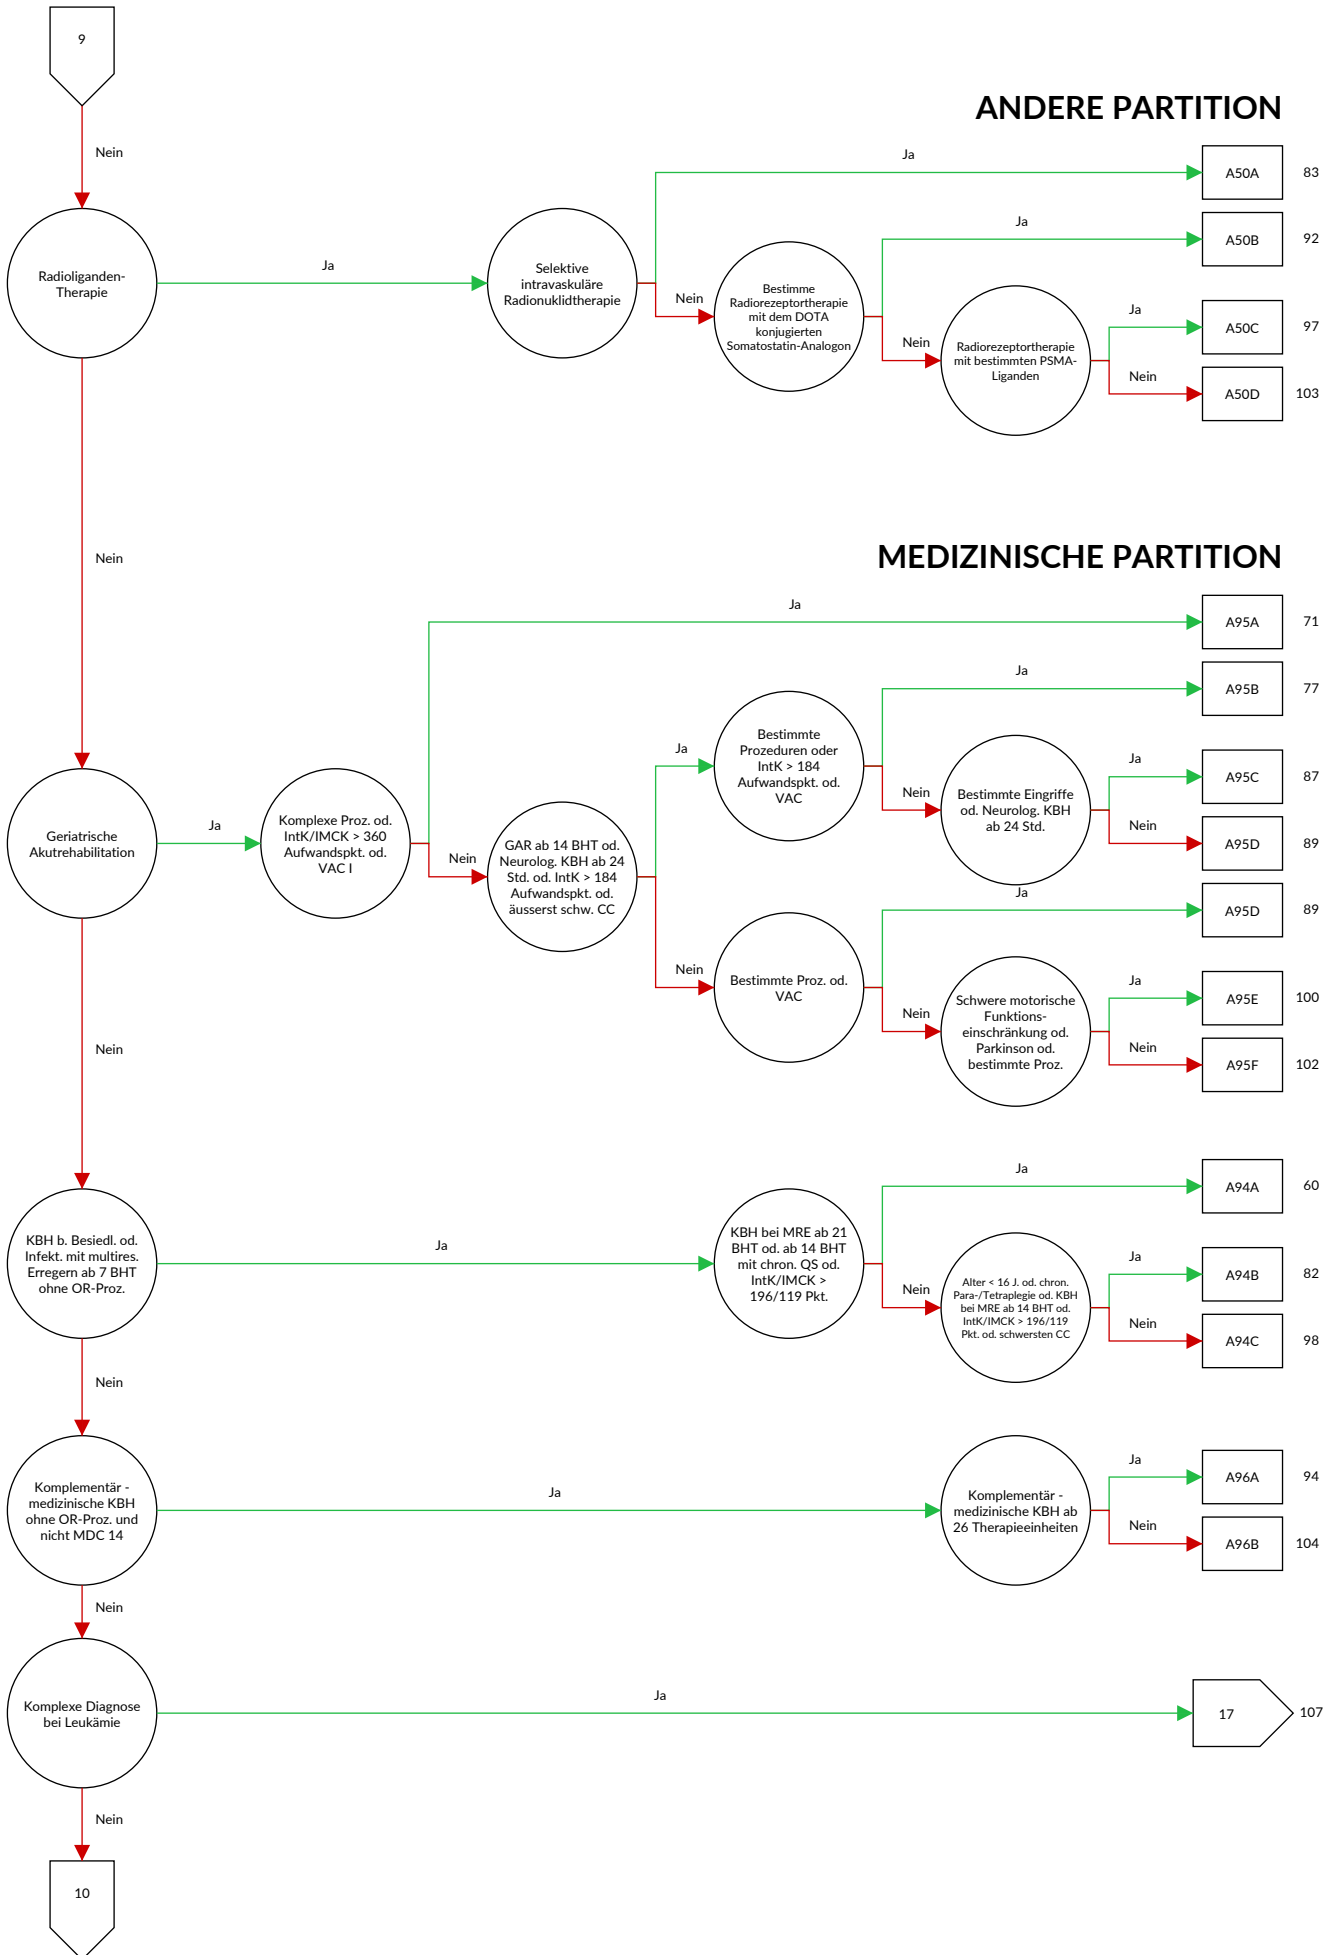 9
Nein
ANDERE PARTITION
Ja
A50A
83
Ja
A50B
92
Radioliganden-
Therapie
Ja
Selektive
intravaskuläre
Radionuklidtherapie
Nein
Bestimme
Radiorezeptortherapie
mit dem DOTA
konjugierten
Somatostatin-Analogon
Nein
Radiorezeptortherapie
mit bestimmten PSMA-
Liganden
Ja
A50C
97
Nein
A50D
103
Nein
MEDIZINISCHE PARTITION
Ja
A95A
71
Ja
A95B
77
Geriatrische
Akutrehabilitation
Ja
Komplexe Proz. od.
IntK/IMCK > 360
Aufwandspkt. od.
VAC I
Nein
GAR ab 14 BHT od.
Neurolog. KBH ab 24
Std. od. IntK > 184
Aufwandspkt. od.
äusserst schw. CC
Ja
Bestimmte
Prozeduren oder
IntK > 184
Aufwandspkt. od.
VAC
Nein
Bestimmte Eingriffe
od. Neurolog. KBH
ab 24 Std.
Ja
A95C
87
Nein
A95D
89
Ja
A95D
89
Nein
Bestimmte Proz. od.
VAC
Nein
Schwere motorische
Funktions-
einschränkung od.
Parkinson od.
bestimmte Proz.
Ja
A95E
100
Nein
A95F
102
Nein
Ja
A94A
60
KBH b. Besiedl. od.
Infekt. mit multires.
Erregern ab 7 BHT
ohne OR-Proz.
Ja
KBH bei MRE ab 21
BHT od. ab 14 BHT
mit chron. QS od.
IntK/IMCK >
196/119 Pkt.
Nein
Alter < 16 J. od. chron.
Para-/Tetraplegie od. KBH
bei MRE ab 14 BHT od.
IntK/IMCK > 196/119
Pkt. od. schwersten CC
Ja
A94B
82
Nein
A94C
98
Nein
Komplementär -
medizinische KBH
ohne OR-Proz. und
nicht MDC 14
Ja
Komplementär -
medizinische KBH ab
26 Therapieeinheiten
Ja
A96A
94
Nein
A96B
104
Nein
Komplexe Diagnose
bei Leukämie
Ja
17
107
Nein
10